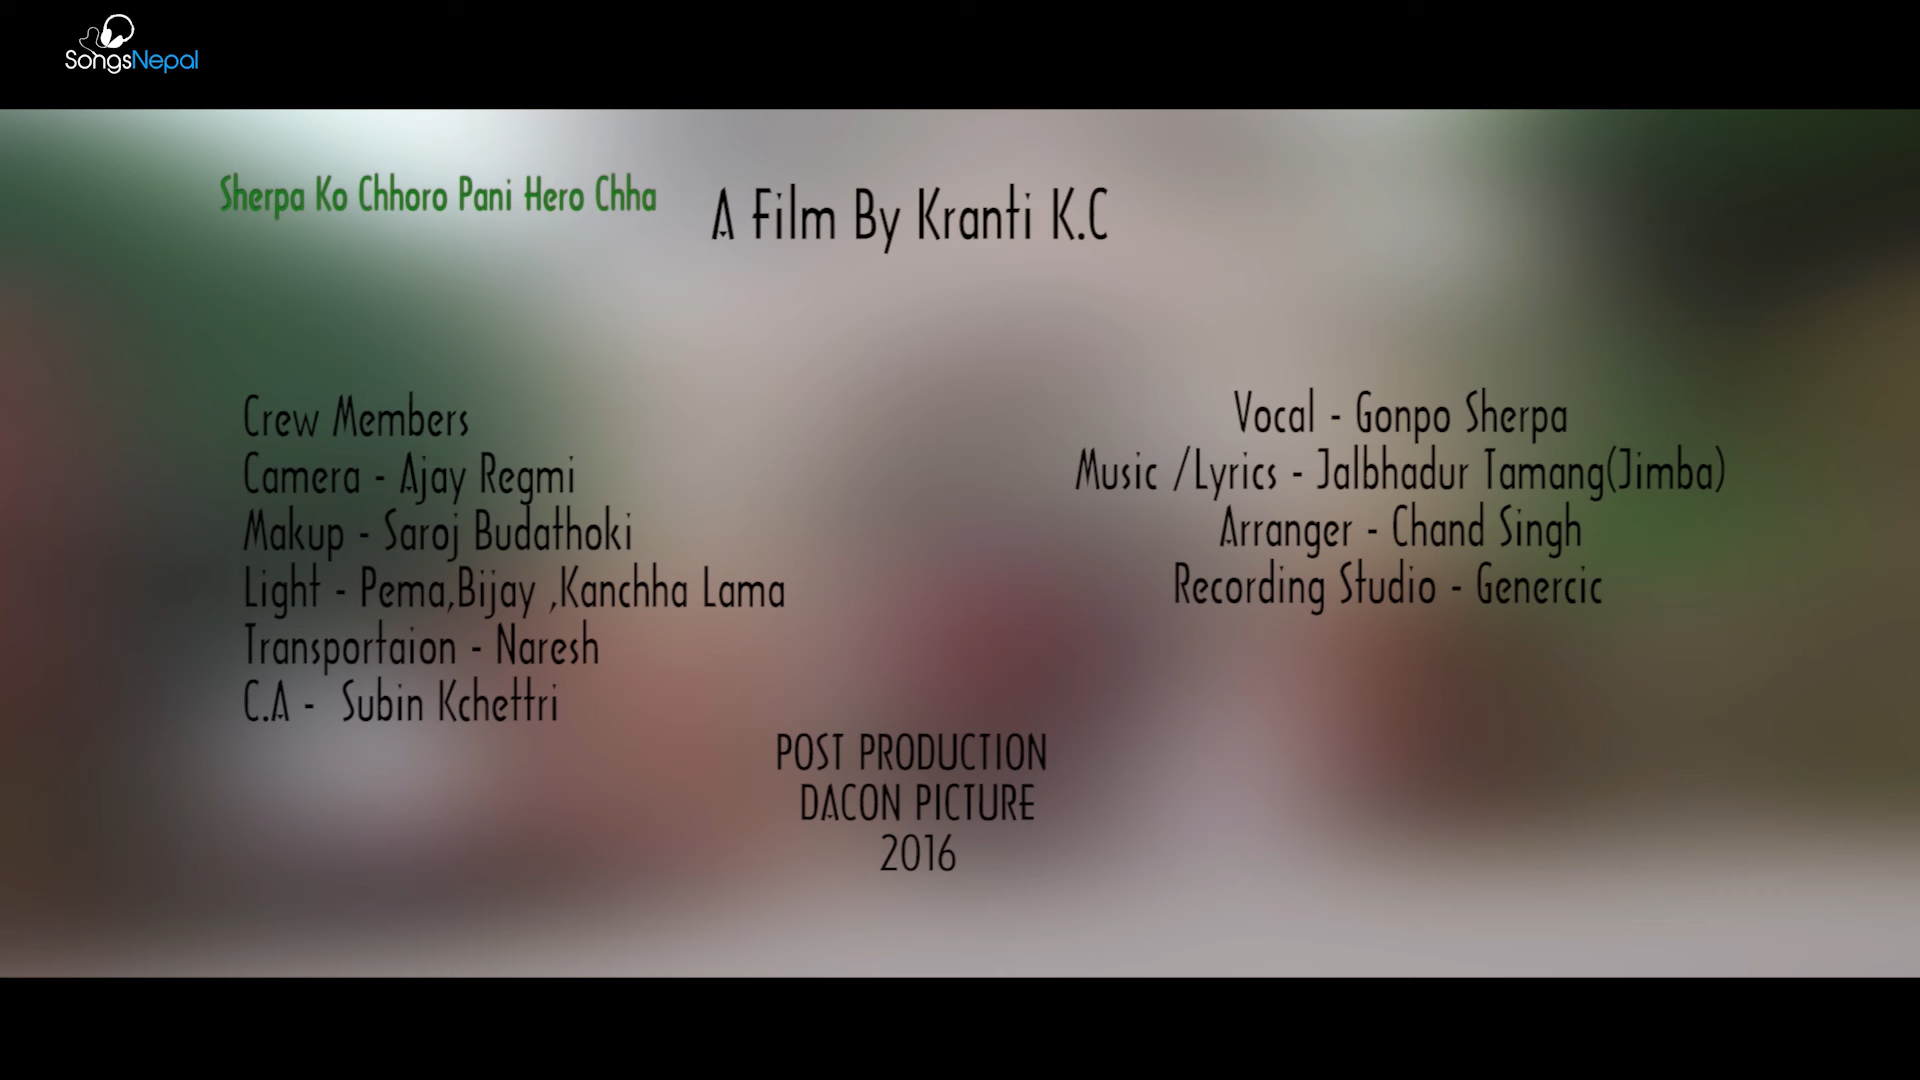 SongsNepal
Sherpa Ko Chhoro Pani Hero Chha
A Film By Kranti K.C
Crew Members
Camera - Ajay Regmi
Makup - Saroj Budathoki
Light - Pema,Bijay ,Kanchha Lama
Transportaion - Naresh
C.A - Subin Kchettri
Vocal - Gonpo Sherpa
Music /Lyrics - Jalbhadur Tamang(Jimba)
Arranger - Chand Singh
Recording Studio - Genercic
POST PRODUCTION
DACON PICTURE
2016